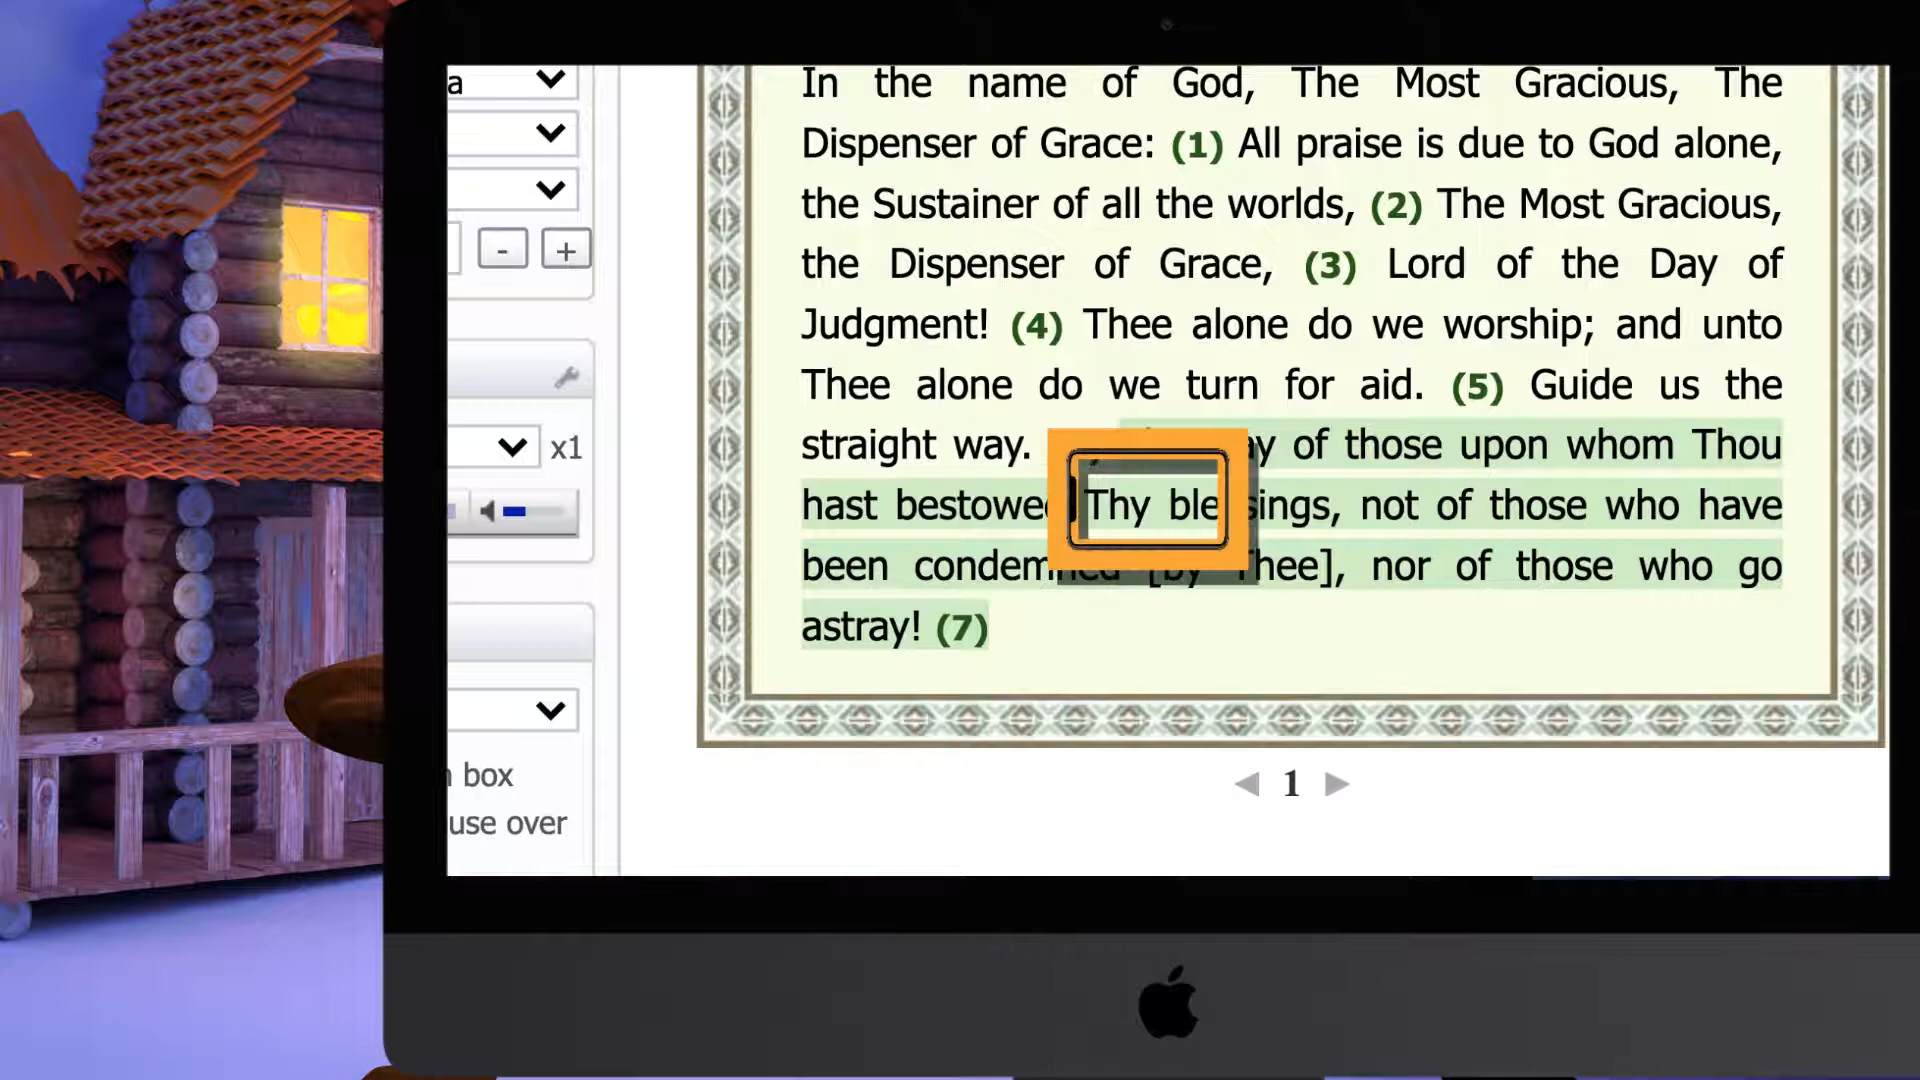 a
- +
x1
box
use over
In the name of God, The Most Gracious, The
Dispenser of Grace: (1) All praise is due to God alone,
the Sustainer of all the worlds, (2) The Most Gracious,
the Dispenser of Grace, (3) Lord of the Day of
Judgment! (4) Thee alone do we worship; and unto
Thee alone do we turn for aid. (5) Guide us the
straight way. of those upon whom Thou
hast Thy blessings, not of those who have
been condemned [by Thee], nor of those who go
astray! (7)
1